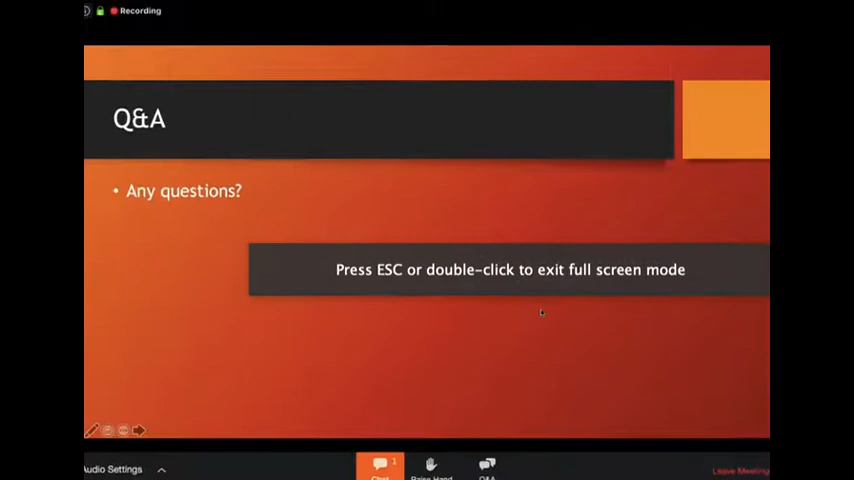 Recording
Q&A
• Any questions?
Press ESC or double-click to exit full screen mode
Audio Settings
1
Chat
Raise Hand
Q&A
Leave Meeting